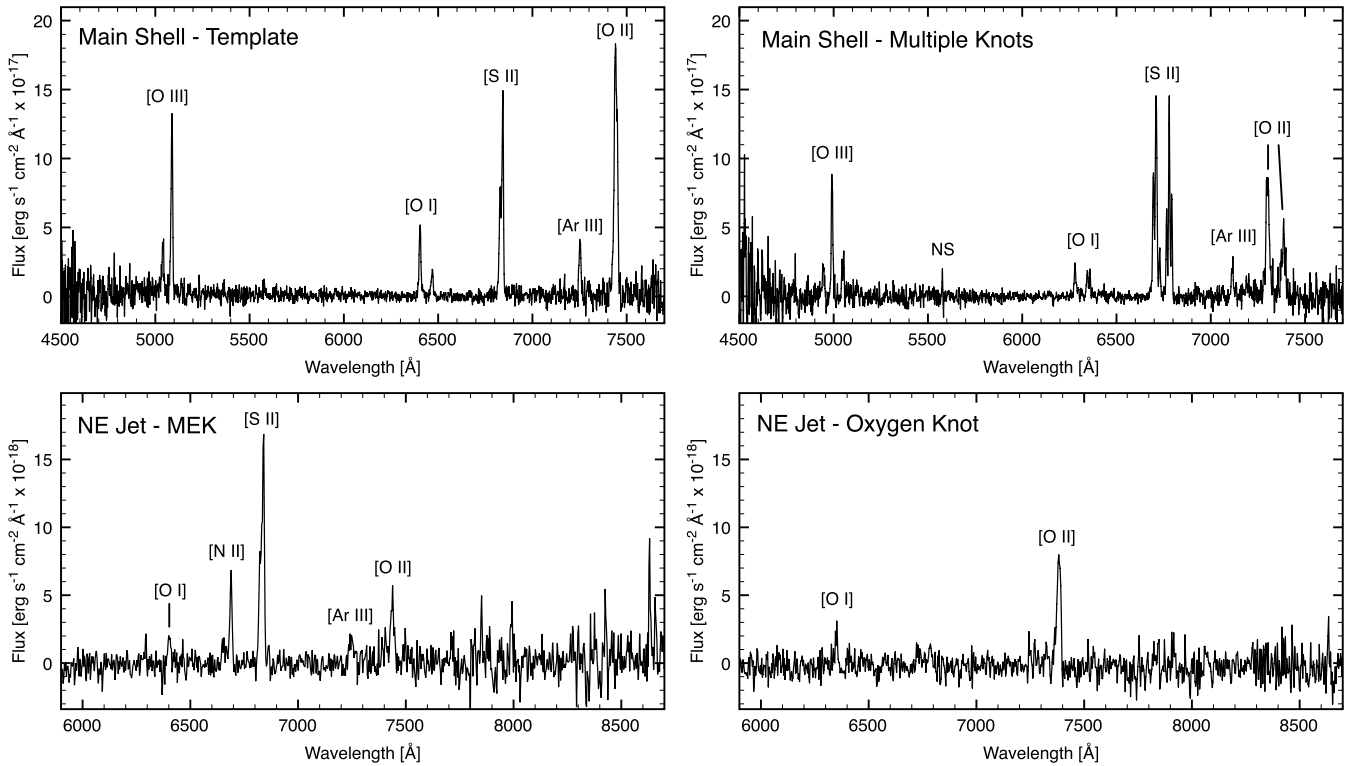 Main Shell - Template
[O III]
[O I]
[S II]
[Ar III]
[O II]
Flux [erg s-1 cm-2 Å-1 x 10-17]
20
15
10
5
0
4500 5000 5500 6000 6500 7000 7500
Wavelength [Å]
Main Shell - Multiple Knots
[O III]
NS
[O I]
[S II]
[Ar III]
[O II]
Flux [erg s-1 cm-2 Å-1 x 10-17]
20
15
10
5
0
4500 5000 5500 6000 6500 7000 7500
Wavelength [Å]
NE Jet - MEK
[O I]
[N II]
[S II]
[Ar III]
[O II]
Flux [erg s-1 cm-2 Å-1 x 10-18]
15
10
5
0
6000 6500 7000 7500 8000 8500
Wavelength [Å]
NE Jet - Oxygen Knot
[O I]
[O II]
Flux [erg s-1 cm-2 Å-1 x 10-18]
15
10
5
0
6000 6500 7000 7500 8000 8500
Wavelength [Å]